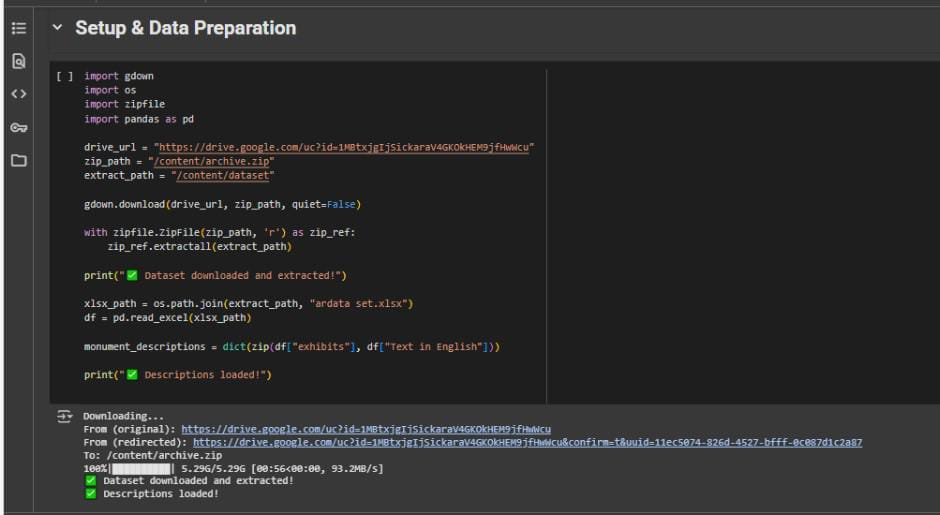 Setup & Data Preparation
[ ] import gdown
import os
import zipfile
import pandas as pd
drive_url = "https://drive.google.com/uc?id=1MBtxjgIjSickaraV4GKOkHEM9jfHwWcu"
zip_path = "/content/archive.zip"
extract_path = "/content/dataset"
gdown.download(drive_url, zip_path, quiet=False)
with zipfile.ZipFile(zip_path, 'r') as zip_ref:
    zip_ref.extractall(extract_path)
print("✅ Dataset downloaded and extracted!")
xlsx_path = os.path.join(extract_path, "ardata set.xlsx")
df = pd.read_excel(xlsx_path)
monument_descriptions = dict(zip(df["exhibits"], df["Text in English"]))
print("✅ Descriptions loaded!")
Downloading...
From (original): https://drive.google.com/uc?id=1MBtxjgIjSickaraV4GKOkHEM9jfHwWcu
From (redirected): https://drive.google.com/uc?id=1MBtxjgIjSickaraV4GKOkHEM9jfHwWcu&confirm=t&uuid=11ec5074-826d-4527-bfff-0c087d1c2a87
To: /content/archive.zip
100%|██████████| 5.29G/5.29G [00:56<00:00, 93.2MB/s]
✅ Dataset downloaded and extracted!
✅ Descriptions loaded!